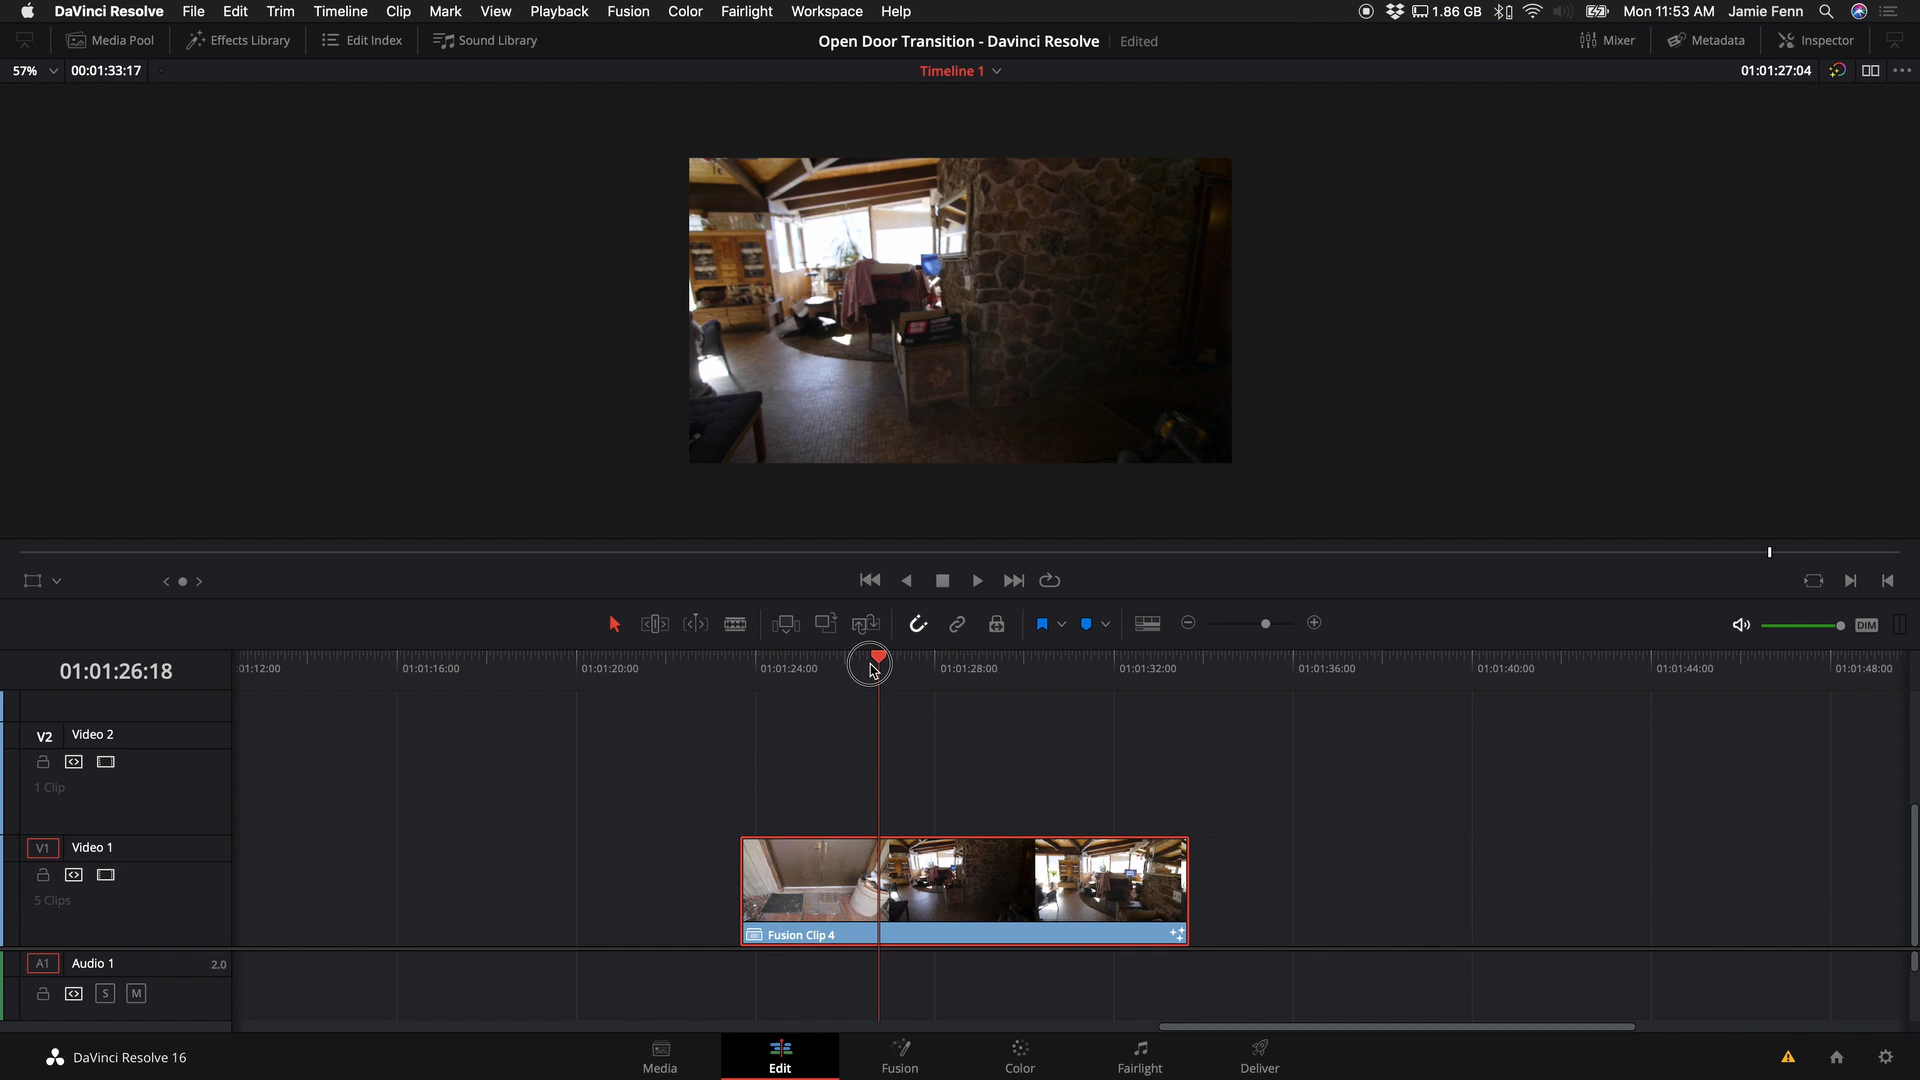 DaVinci Resolve File Edit Trim Timeline Clip Mark View Playback Fusion Color Fairlight Workspace Help 1.86 GB Mon 11:53 AM Jamie Fenn
Media Pool Effects Library Edit Index Sound Library Open Door Transition - Davinci Resolve Edited Mixer Metadata Inspector
57% 00:01:33:17 Timeline 1 01:01:27:04
DIM
01:01:26:18 :01:12:00 01:01:16:00 01:01:20:00 01:01:24:00 01:01:28:00 01:01:32:00 01:01:36:00 01:01:40:00 01:01:44:00 01:01:48:00
V2 Video 2
1 Clip
V1 Video 1
5 Clips
Fusion Clip 4
A1 Audio 1 2.0
S M
DaVinci Resolve 16 Media Edit Fusion Color Fairlight Deliver